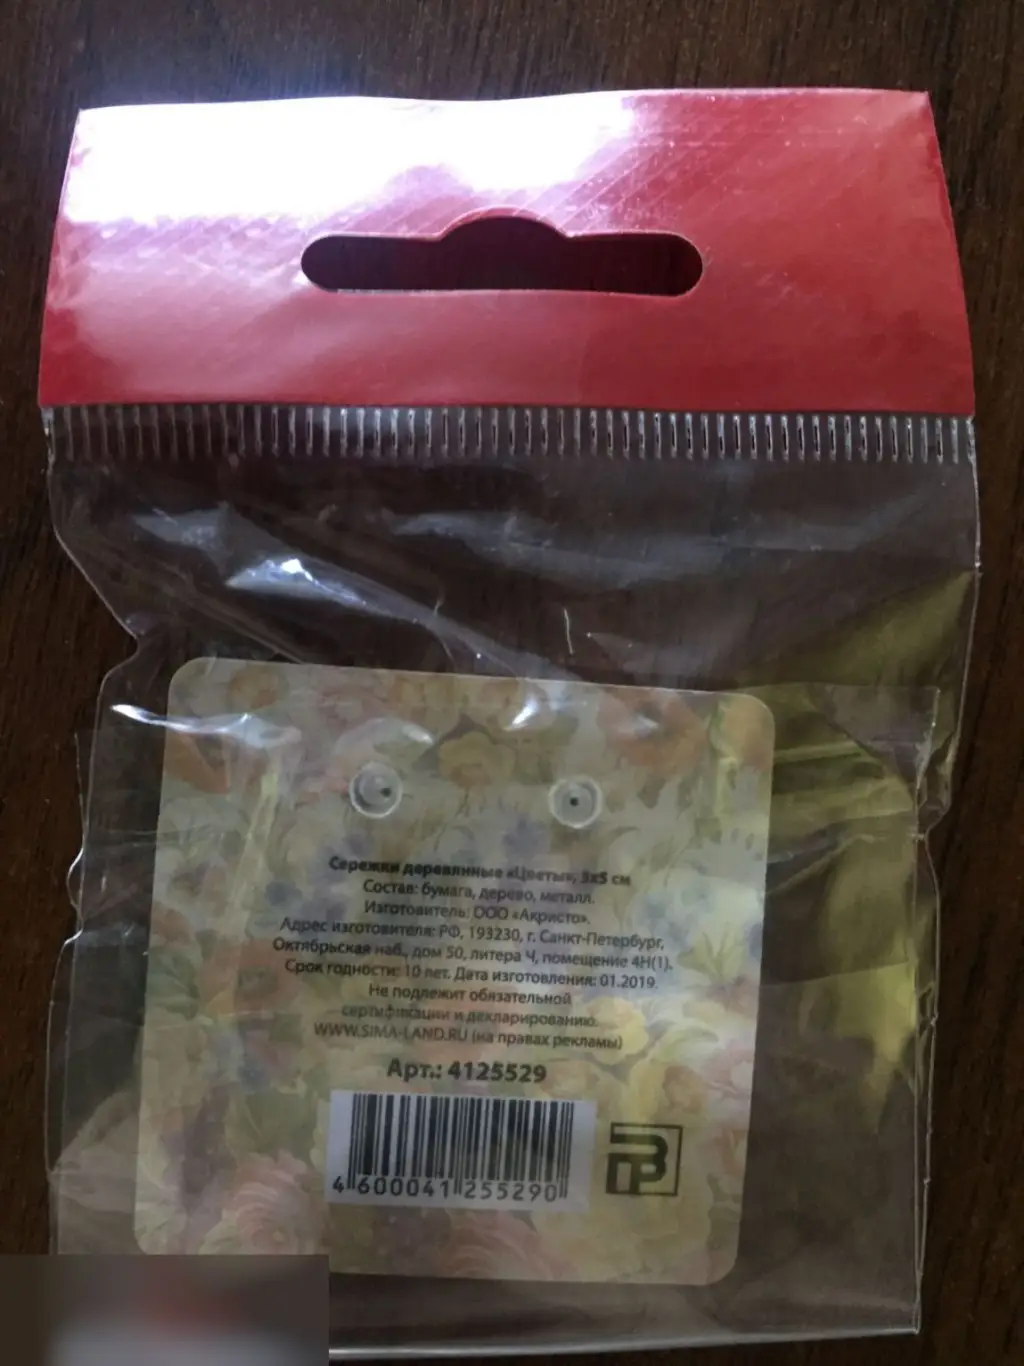 Сережки деревянные «Цветы», 3х5 см
Состав: бумага, дерево, металл.
Изготовитель: ООО «Акристо».
Адрес изготовителя: РФ, 193230, г. Санкт-Петербург,
Октябрьская наб., дом 50, литера Ч, помещение 4Н(1).
Срок годности: 10 лет. Дата изготовления: 01.2019.
Не подлежит обязательной
сертификации и декларированию.
WWW.SIMA-LAND.RU (на правах рекламы)
Арт.: 4125529
4 600041 255290